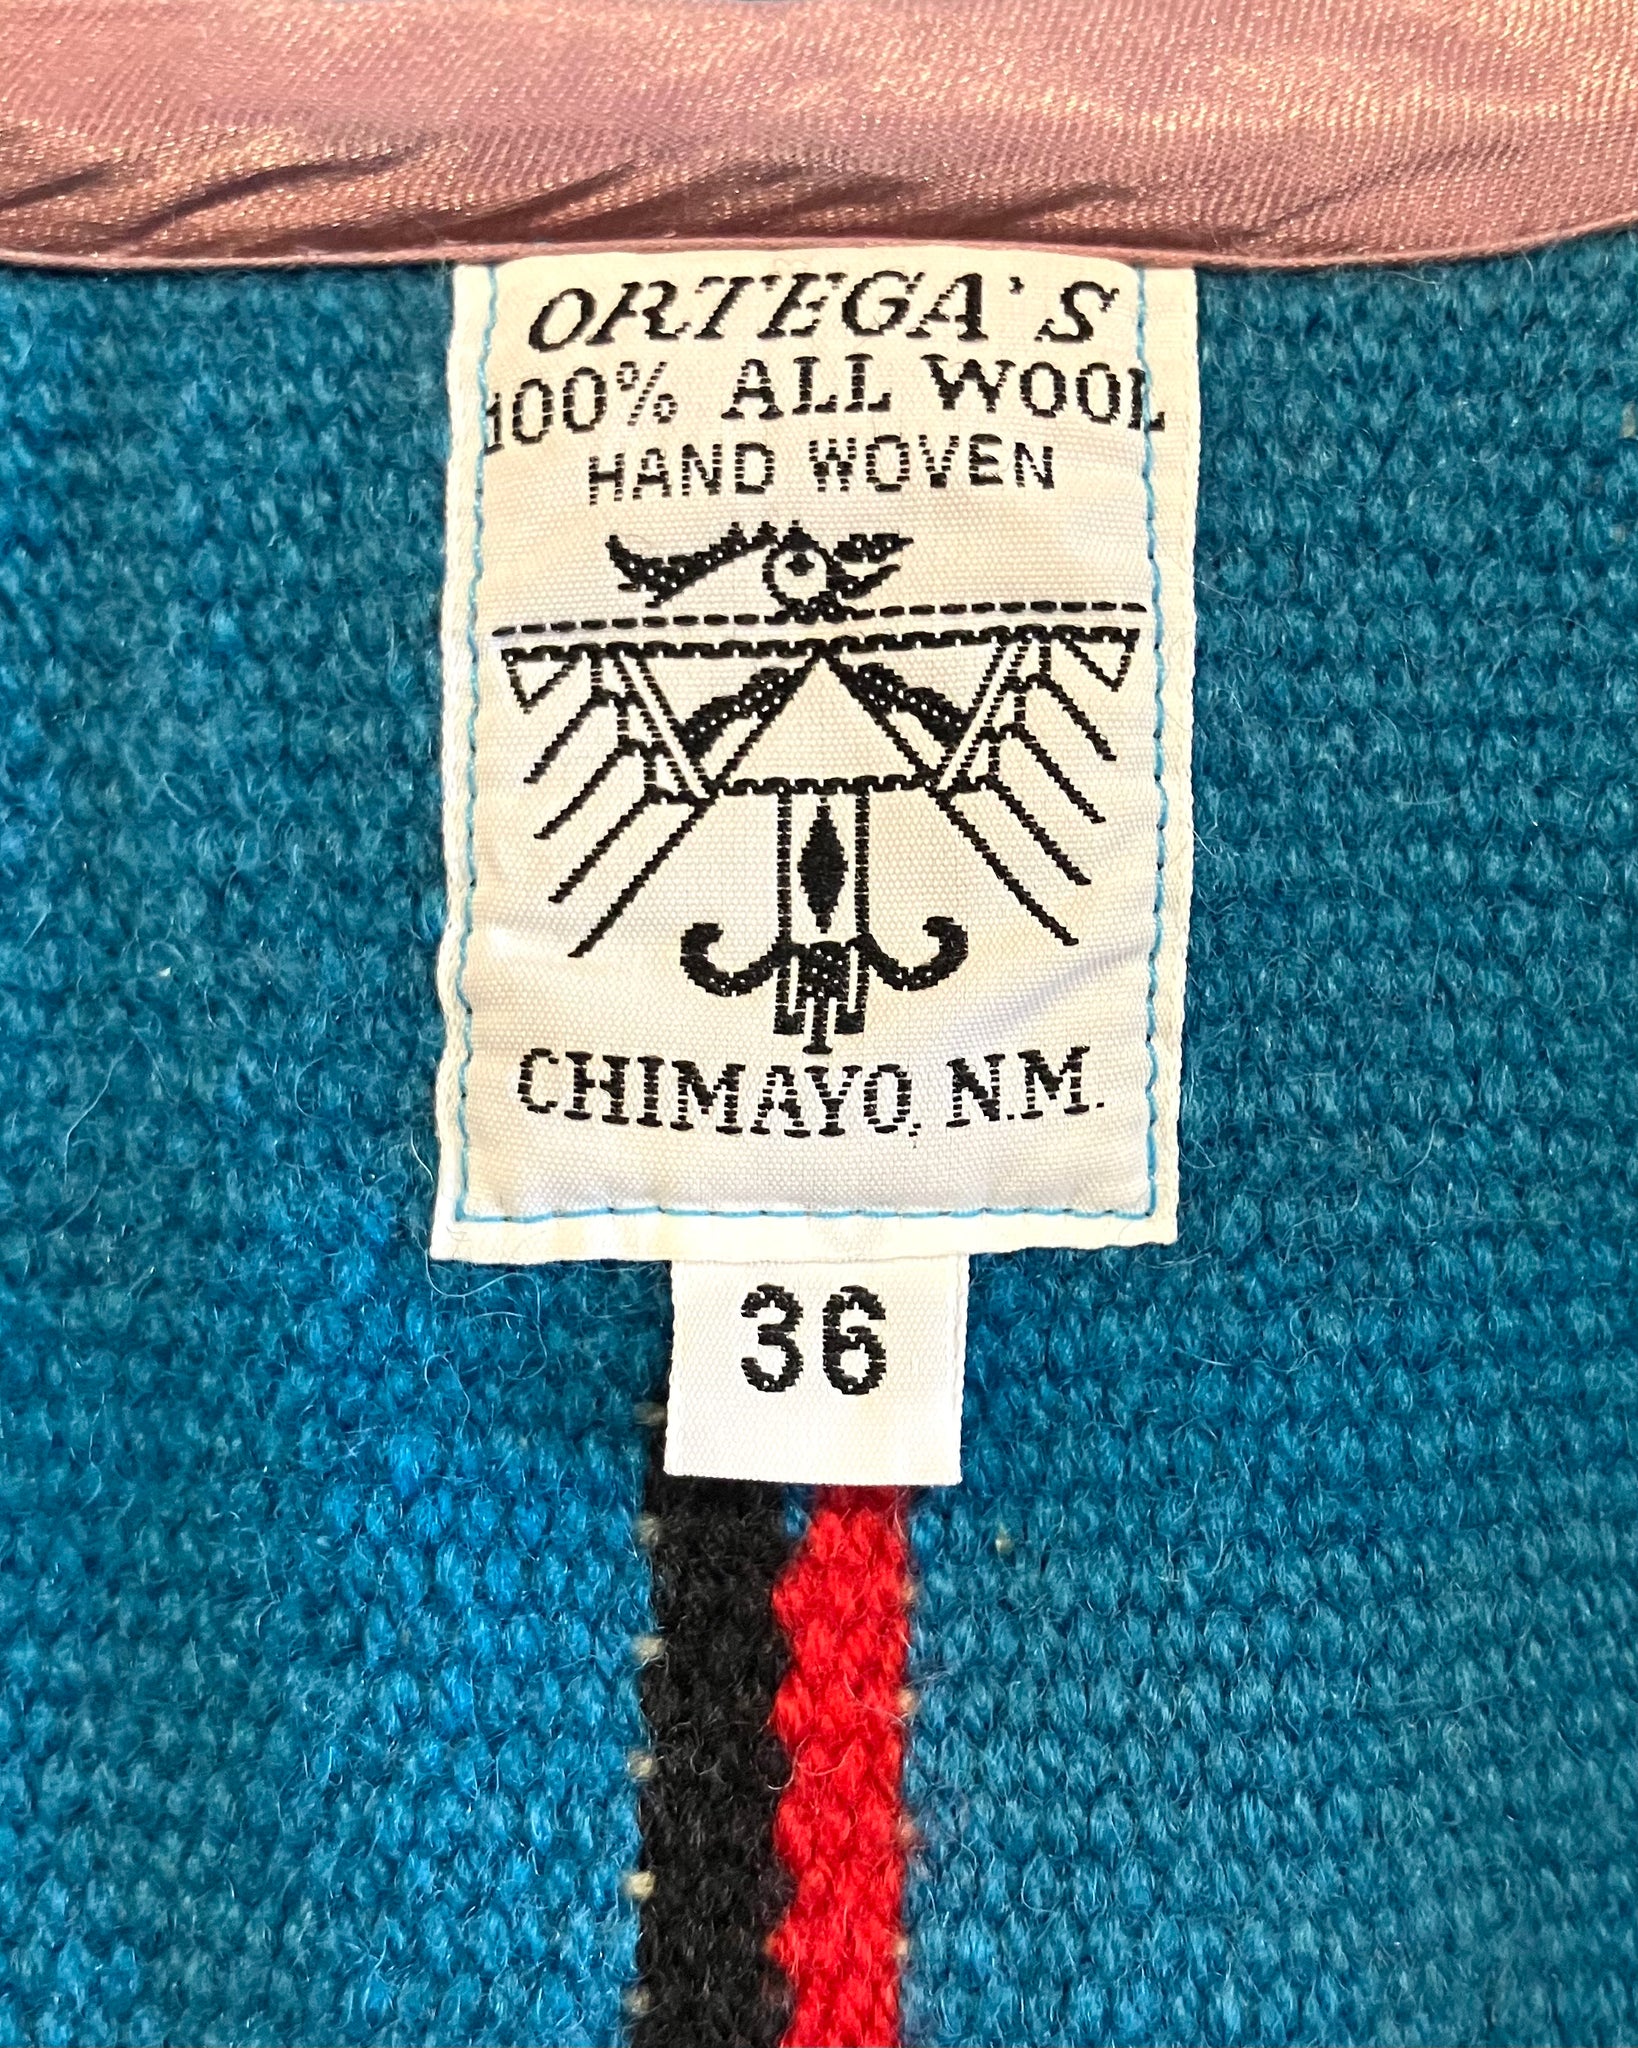 ORTEGA'S
100% ALL WOOL
HAND WOVEN
CHIMAYO, N.M.
36